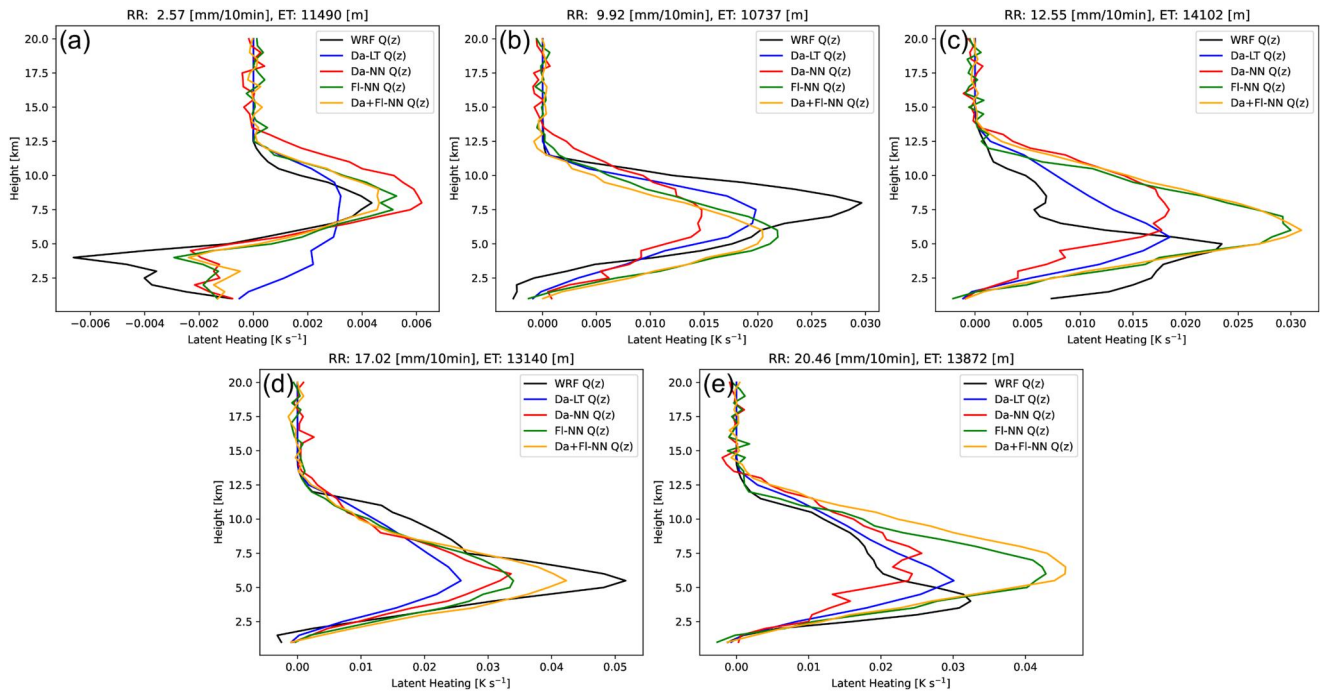 RR: 2.57 [mm/10min], ET: 11490 [m]
(a)
WRF Q(z)
Da-LT Q(z)
Da-NN Q(z)
Fl-NN Q(z)
Da+Fl-NN Q(z)
Height [km]
20.0
17.5
15.0
12.5
10.0
7.5
5.0
2.5
−0.006 −0.004 −0.002 0.000 0.002 0.004 0.006
Latent Heating [K s⁻¹]
RR: 9.92 [mm/10min], ET: 10737 [m]
(b)
WRF Q(z)
Da-LT Q(z)
Da-NN Q(z)
Fl-NN Q(z)
Da+Fl-NN Q(z)
Height [km]
20.0
17.5
15.0
12.5
10.0
7.5
5.0
2.5
0.000 0.005 0.010 0.015 0.020 0.025 0.030
Latent Heating [K s⁻¹]
RR: 12.55 [mm/10min], ET: 14102 [m]
(c)
WRF Q(z)
Da-LT Q(z)
Da-NN Q(z)
Fl-NN Q(z)
Da+Fl-NN Q(z)
Height [km]
20.0
17.5
15.0
12.5
10.0
7.5
5.0
2.5
0.000 0.005 0.010 0.015 0.020 0.025 0.030
Latent Heating [K s⁻¹]
RR: 17.02 [mm/10min], ET: 13140 [m]
(d)
WRF Q(z)
Da-LT Q(z)
Da-NN Q(z)
Fl-NN Q(z)
Da+Fl-NN Q(z)
Height [km]
20.0
17.5
15.0
12.5
10.0
7.5
5.0
2.5
0.00 0.01 0.02 0.03 0.04 0.05
Latent Heating [K s⁻¹]
RR: 20.46 [mm/10min], ET: 13872 [m]
(e)
WRF Q(z)
Da-LT Q(z)
Da-NN Q(z)
Fl-NN Q(z)
Da+Fl-NN Q(z)
Height [km]
20.0
17.5
15.0
12.5
10.0
7.5
5.0
2.5
0.00 0.01 0.02 0.03 0.04
Latent Heating [K s⁻¹]